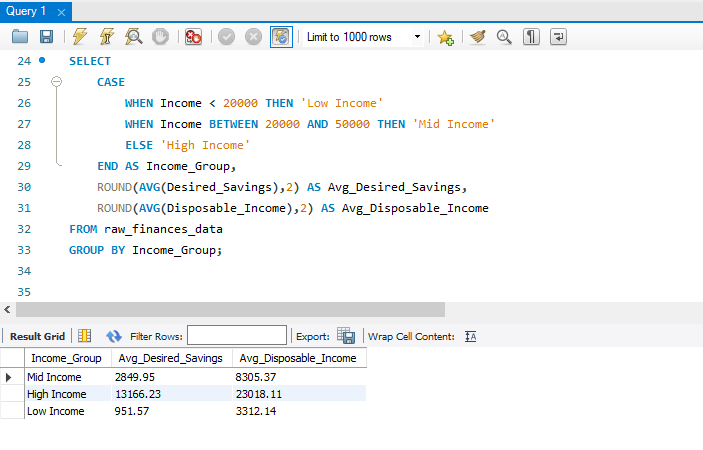 Query 1
Limit to 1000 rows
24 SELECT
25 CASE
26 WHEN Income < 20000 THEN 'Low Income'
27 WHEN Income BETWEEN 20000 AND 50000 THEN 'Mid Income'
28 ELSE 'High Income'
29 END AS Income_Group,
30 ROUND(AVG(Desired_Savings),2) AS Avg_Desired_Savings,
31 ROUND(AVG(Disposable_Income),2) AS Avg_Disposable_Income
32 FROM raw_finances_data
33 GROUP BY Income_Group;
34
35
Result Grid Filter Rows: Export: Wrap Cell Content:
Income_Group Avg_Desired_Savings Avg_Disposable_Income
Mid Income 2849.95 8305.37
High Income 13166.23 23018.11
Low Income 951.57 3312.14